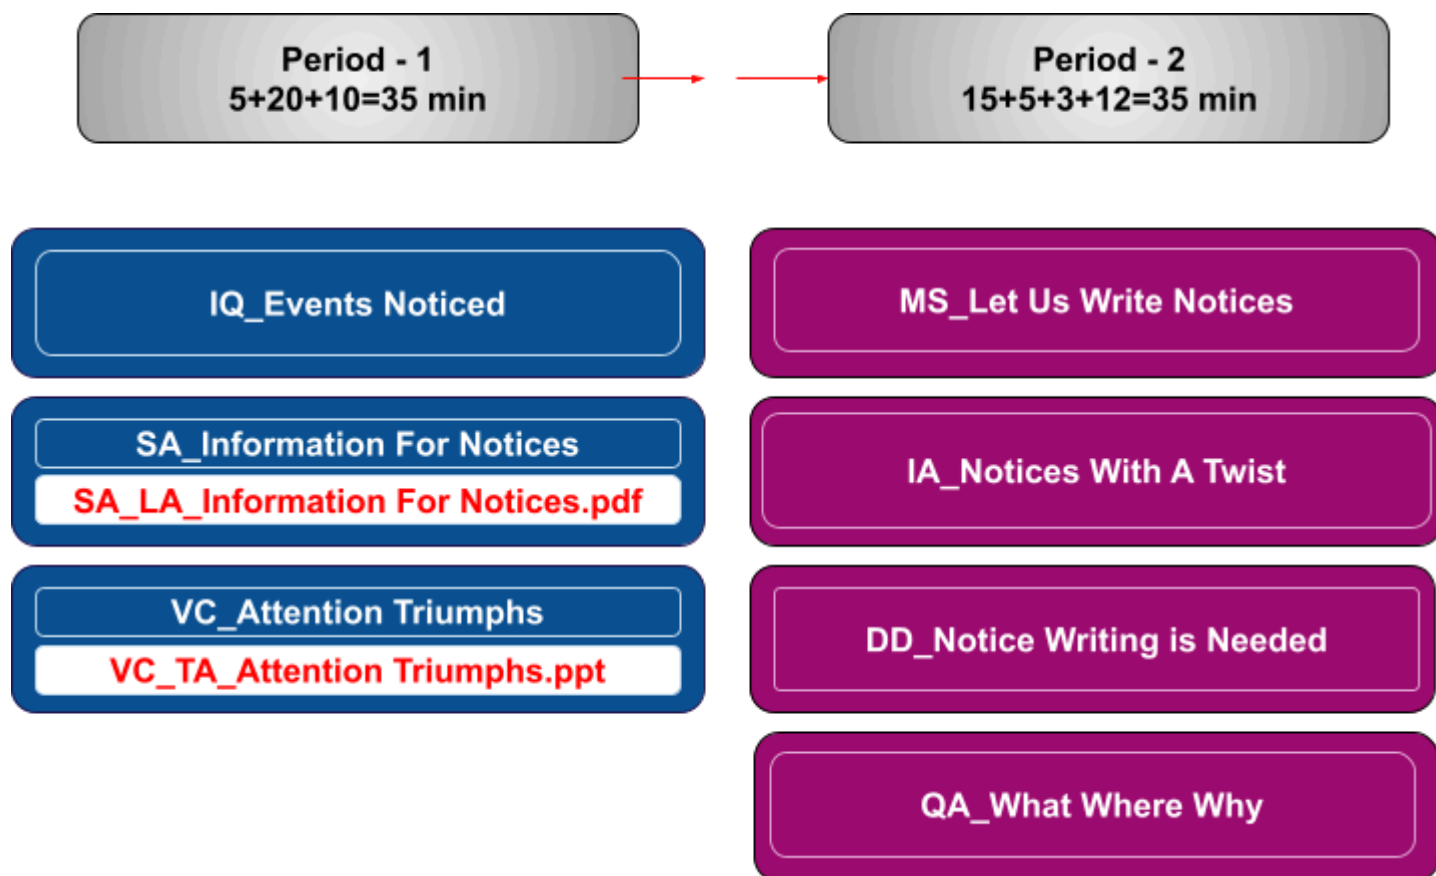 Period - 1
5+20+10=35 min
Period - 2
15+5+3+12=35 min
IQ_Events Noticed
SA_Information For Notices
SA_LA_Information For Notices.pdf
VC_Attention Triumphs
VC_TA_Attention Triumphs.ppt
MS_Let Us Write Notices
IA_Notices With A Twist
DD_Notice Writing is Needed
QA_What Where Why